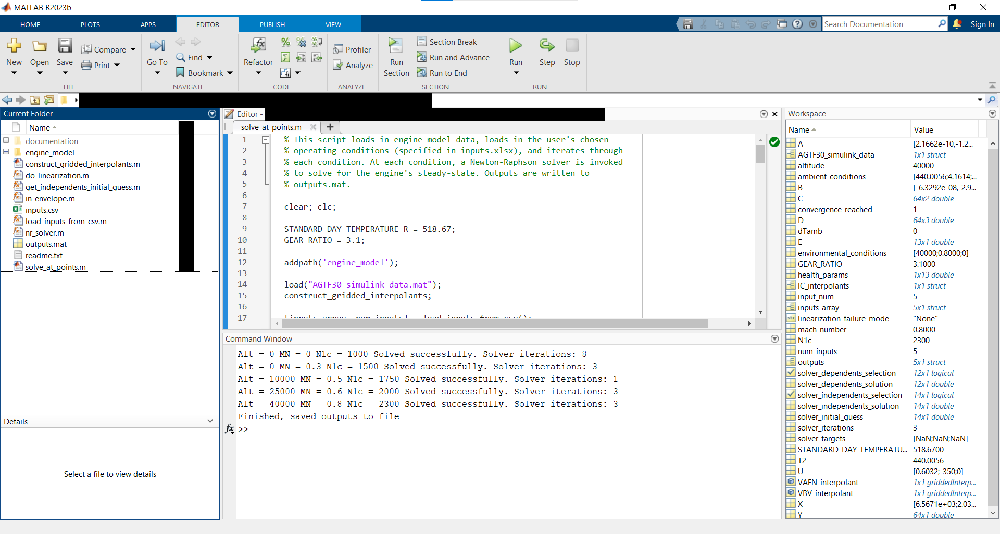 MATLAB R2023b
HOME PLOTS APPS EDITOR PUBLISH VIEW
Search Documentation
Sign In
New
Open
Save
Compare
Print
FILE
Go To
Find
Bookmark
NAVIGATE
Refactor
CODE
Profiler
Analyze
ANALYZE
Run Section
Section Break
Run and Advance
Run to End
SECTION
Run
Step
Stop
RUN
Current Folder
Name
documentation
engine_model
construct_gridded_interpolants.m
do_linearization.m
get_independents_initial_guess.m
in_envelope.m
inputs.csv
load_inputs_from_csv.m
nr_solver.m
outputs.mat
readme.txt
solve_at_points.m
Details
Select a file to view details
Editor -
solve_at_points.m
1 % This script loads in engine model data, loads in the user's chosen
2 % operating conditions (specified in inputs.xlsx), and iterates through
3 % each condition. At each condition, a Newton-Raphson solver is invoked
4 % to solve for the engine's steady-state. Outputs are written to
5 % outputs.mat.
6
7 clear; clc;
8
9 STANDARD_DAY_TEMPERATURE_R = 518.67;
10 GEAR_RATIO = 3.1;
11
12 addpath('engine_model');
13
14 load("AGTF30_simulink_data.mat");
15 construct_gridded_interpolants;
16
17 [inputs_array, num_inputs] = load_inputs_from_csv();
Command Window
Alt = 0 MN = 0 N1c = 1000 Solved successfully. Solver iterations: 8
Alt = 0 MN = 0.3 N1c = 1500 Solved successfully. Solver iterations: 3
Alt = 10000 MN = 0.5 N1c = 1750 Solved successfully. Solver iterations: 1
Alt = 25000 MN = 0.6 N1c = 2000 Solved successfully. Solver iterations: 3
Alt = 40000 MN = 0.8 N1c = 2300 Solved successfully. Solver iterations: 3
Finished, saved outputs to file
fx >>
Workspace
Name Value
A [2.1662e-10,-1.2...
AGTF30_simulink_data 1x1 struct
altitude 40000
ambient_conditions [440.0056;4.1614;...
B [-6.3292e-08,-2.9...
C 64x2 double
convergence_reached 1
D 64x3 double
dTamb 0
E 13x1 double
environmental_conditions [40000;0.8000;0]
GEAR_RATIO 3.1000
health_params 1x13 double
IC_interpolants 1x1 struct
input_num 5
inputs_array 5x1 struct
linearization_failure_mode "None"
mach_number 0.8000
N1c 2300
num_inputs 5
outputs 5x1 struct
solver_dependents_selection 12x1 logical
solver_dependents_solution 12x1 double
solver_independents_selection 14x1 logical
solver_independents_solution 14x1 double
solver_initial_guess 14x1 double
solver_iterations 3
solver_targets [NaN;NaN;NaN]
STANDARD_DAY_TEMPERATU... 518.6700
T2 440.0056
U [0.6032;-350;0]
VAFN_interpolant 1x1 griddedInterp...
VBV_interpolant 1x1 griddedInterp...
X [6.5671e+03;2.03...
Y 64x1 double